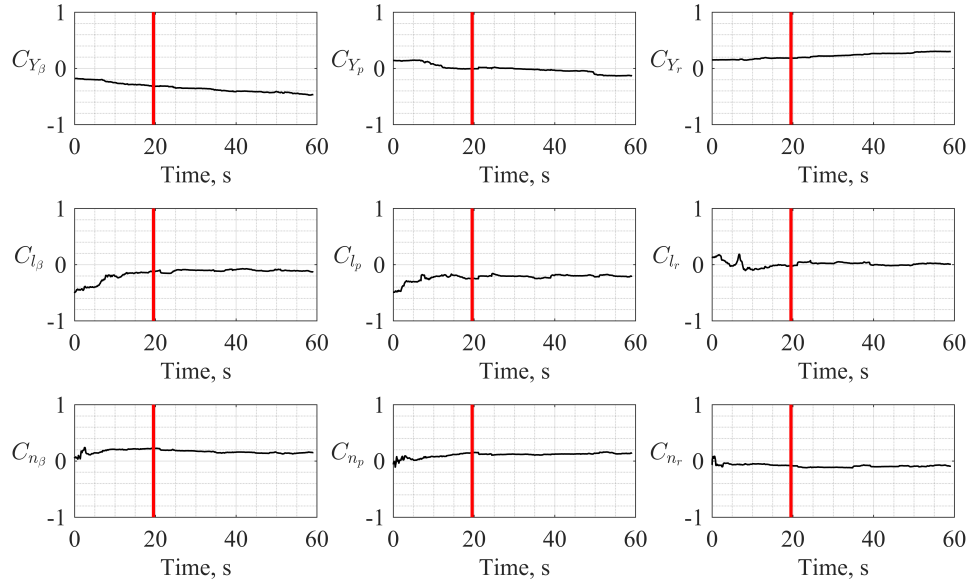 1 1 1
C_{Y_β} 0 C_{Y_p} 0 C_{Y_r} 0
-1 -1 -1
0 20 40 60 0 20 40 60 0 20 40 60
Time, s Time, s Time, s
1 1 1
C_{l_β} 0 C_{l_p} 0 C_{l_r} 0
-1 -1 -1
0 20 40 60 0 20 40 60 0 20 40 60
Time, s Time, s Time, s
1 1 1
C_{n_β} 0 C_{n_p} 0 C_{n_r} 0
-1 -1 -1
0 20 40 60 0 20 40 60 0 20 40 60
Time, s Time, s Time, s